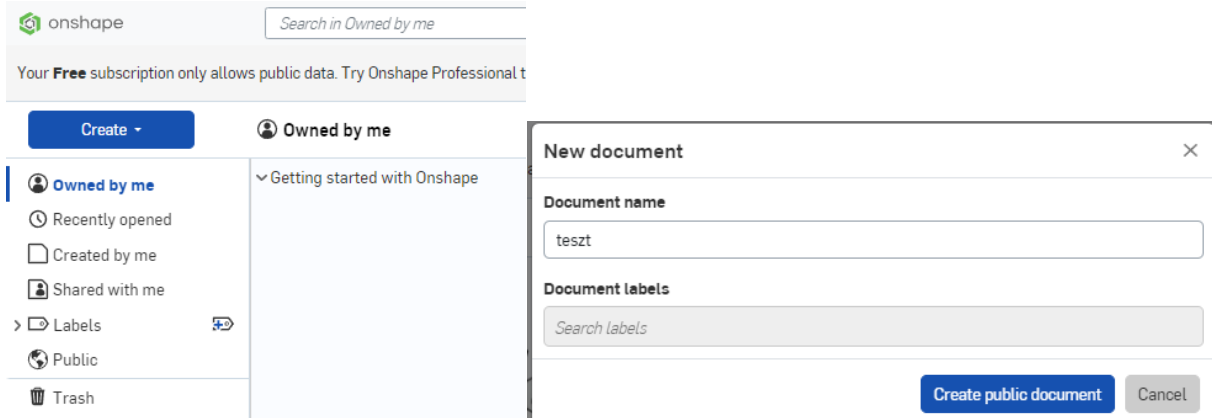 onshape
Search in Owned by me
Your Free subscription only allows public data. Try Onshape Professional t
Create
Owned by me
Owned by me
Getting started with Onshape
Recently opened
Created by me
Shared with me
Labels
Public
Trash
New document
Document name
teszt
Document labels
Search labels
Create public document
Cancel